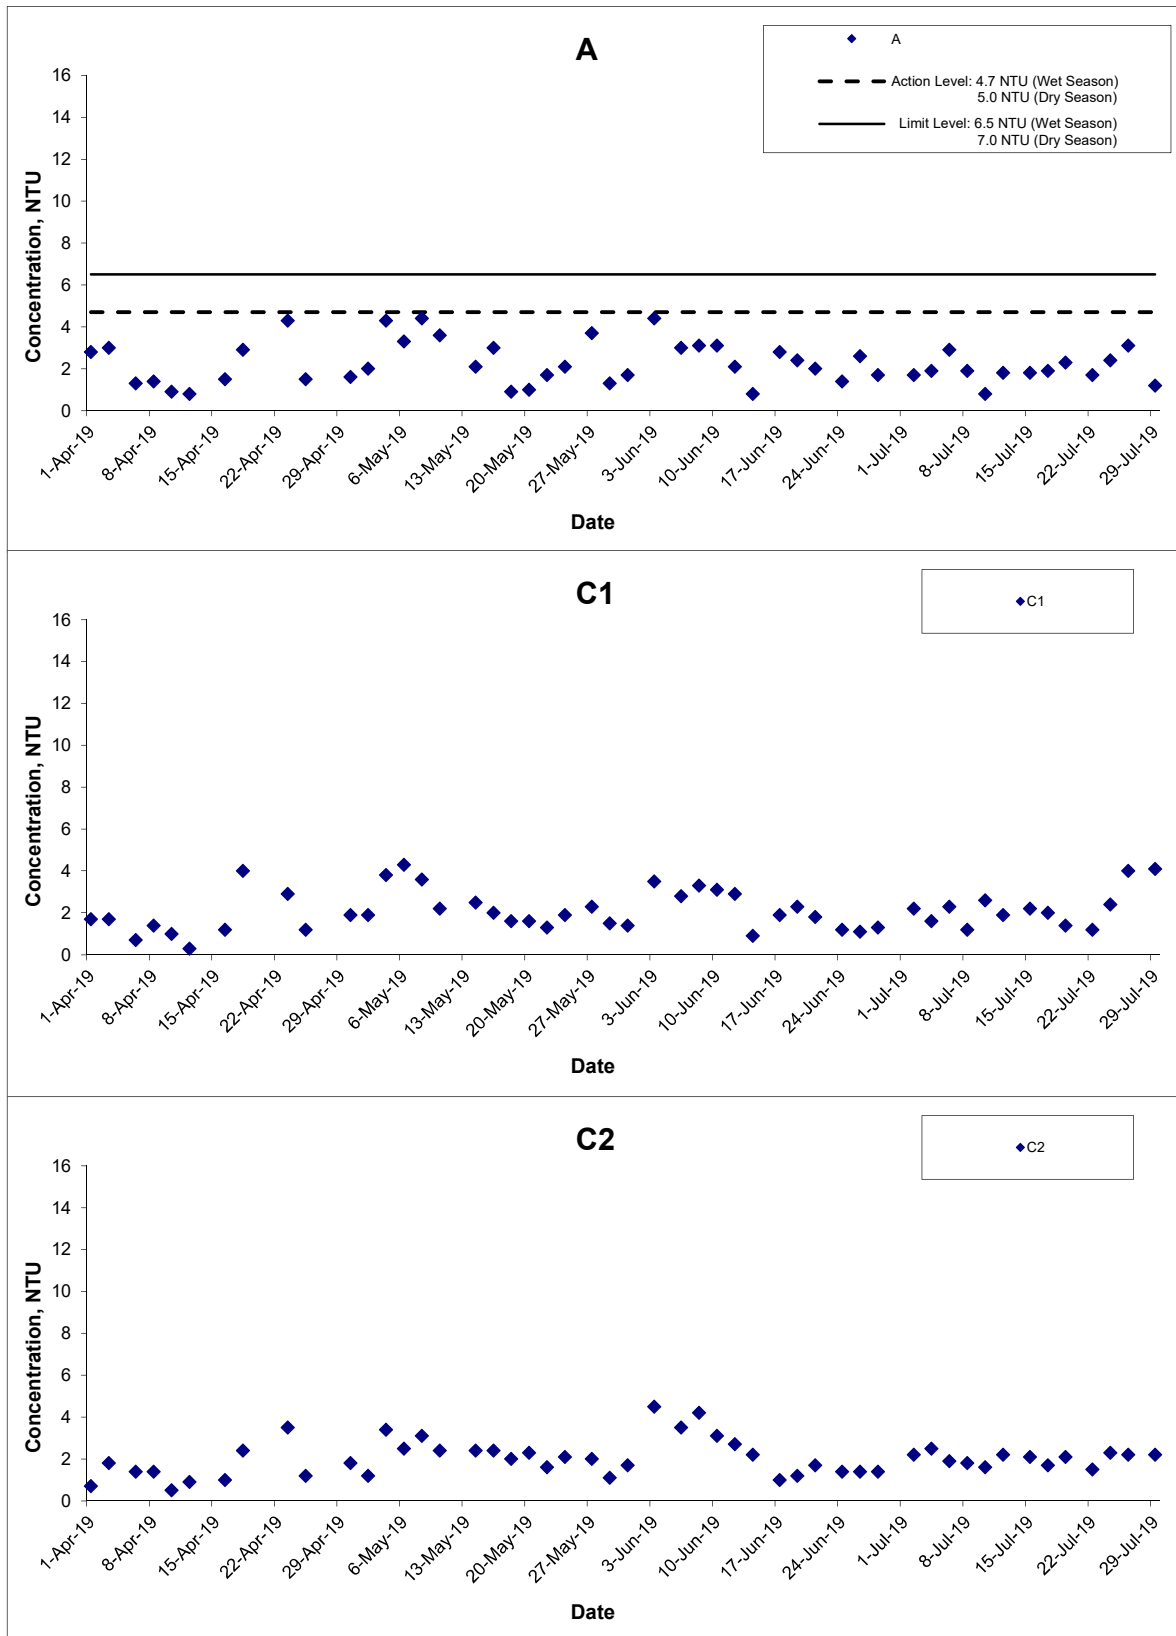 A
A
Action Level: 4.7 NTU (Wet Season)
5.0 NTU (Dry Season)
Limit Level: 6.5 NTU (Wet Season)
7.0 NTU (Dry Season)
Concentration, NTU
16
14
12
10
8
6
4
2
0
1-Apr-19
8-Apr-19
15-Apr-19
22-Apr-19
29-Apr-19
6-May-19
13-May-19
20-May-19
27-May-19
3-Jun-19
10-Jun-19
17-Jun-19
24-Jun-19
1-Jul-19
8-Jul-19
15-Jul-19
22-Jul-19
29-Jul-19
Date
C1
C1
Concentration, NTU
16
14
12
10
8
6
4
2
0
1-Apr-19
8-Apr-19
15-Apr-19
22-Apr-19
29-Apr-19
6-May-19
13-May-19
20-May-19
27-May-19
3-Jun-19
10-Jun-19
17-Jun-19
24-Jun-19
1-Jul-19
8-Jul-19
15-Jul-19
22-Jul-19
29-Jul-19
Date
C2
C2
Concentration, NTU
16
14
12
10
8
6
4
2
0
1-Apr-19
8-Apr-19
15-Apr-19
22-Apr-19
29-Apr-19
6-May-19
13-May-19
20-May-19
27-May-19
3-Jun-19
10-Jun-19
17-Jun-19
24-Jun-19
1-Jul-19
8-Jul-19
15-Jul-19
22-Jul-19
29-Jul-19
Date